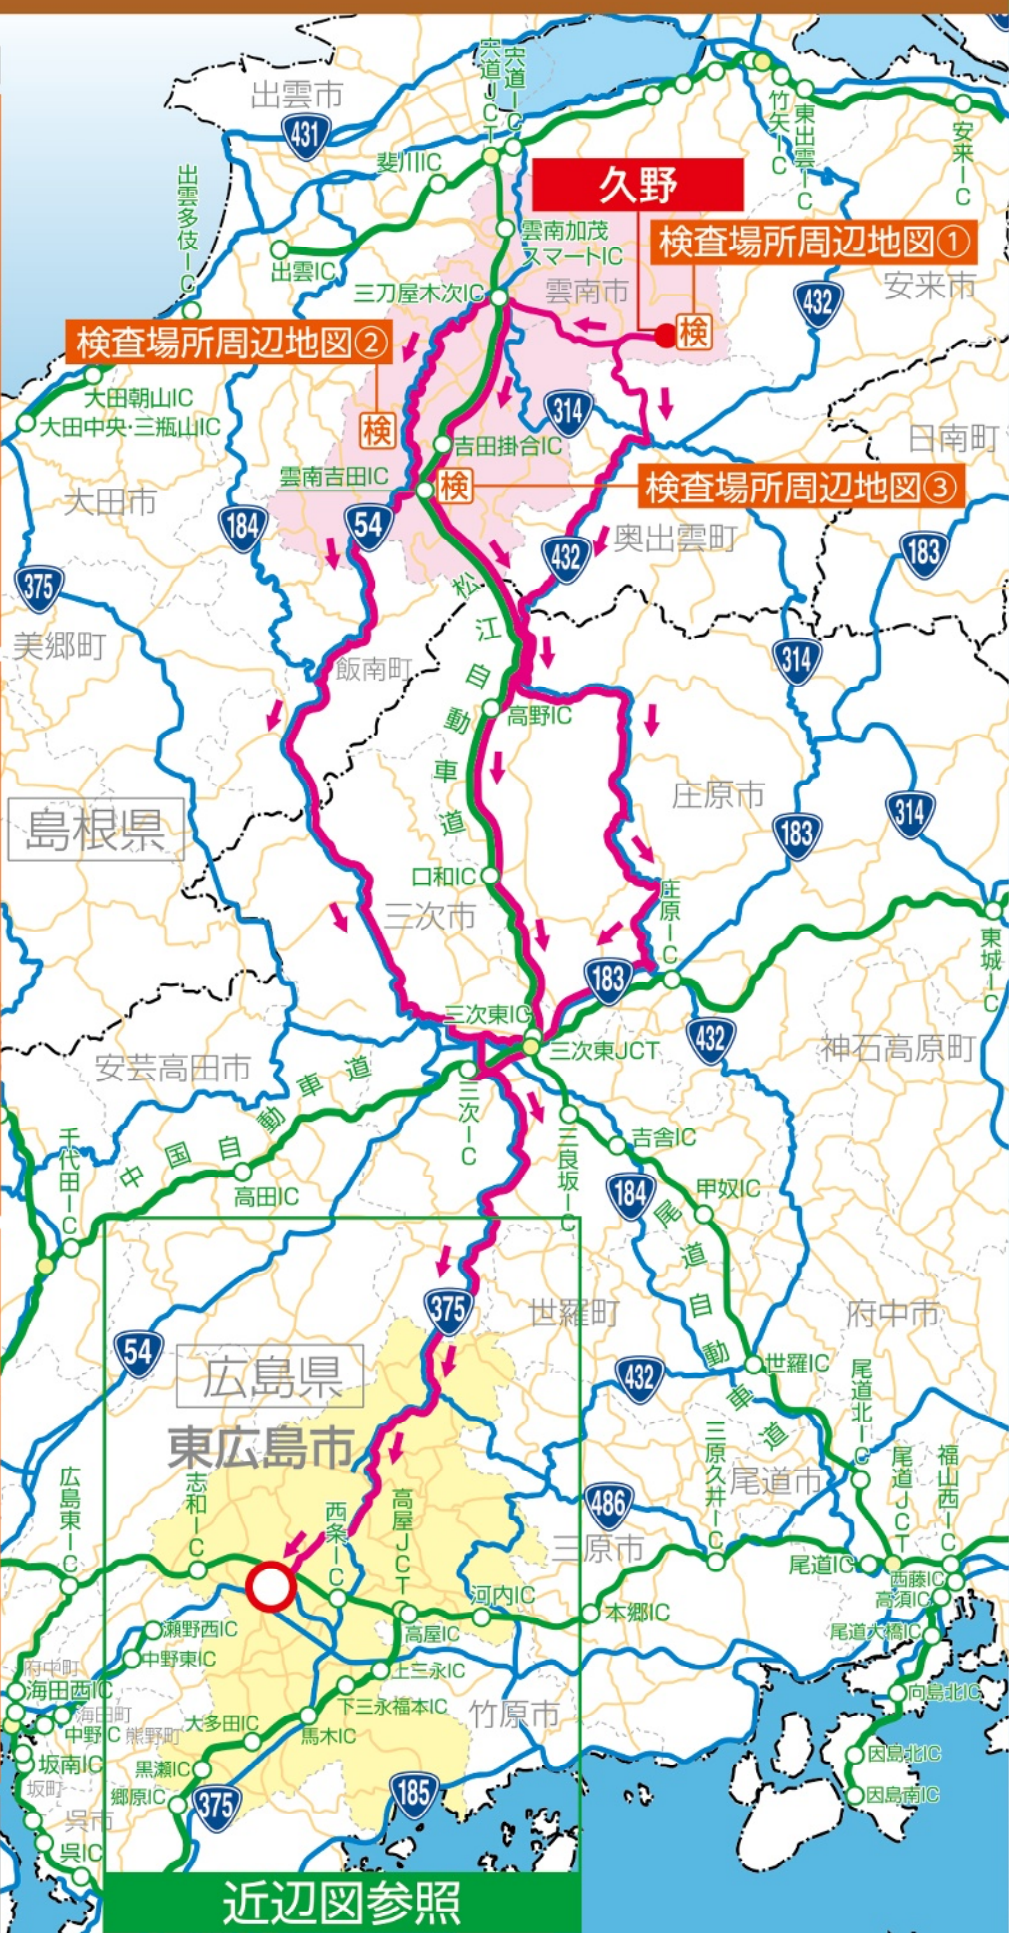 宍道JCT
宍道IC
出雲市
431
斐川IC
竹矢IC
東出雲IC
安来IC
出雲多伎IC
久野
検査場所周辺地図①
雲南加茂
スマートIC
出雲IC
三刀屋木次IC
雲南市
432
安来市
検
検査場所周辺地図②
大田朝山IC
大田中央・三瓶山IC
314
検
吉田掛合IC
日南町
雲南吉田IC
検
検査場所周辺地図③
大田市
184
54
432
奥出雲町
183
375
松江自動車道
美郷町
飯南町
314
高野IC
庄原市
島根県
183
314
口和IC
三次市
庄原IC
東城IC
183
三次東IC
三次東JCT
432
神石高原町
安芸高田市
中国自動車道
三次IC
千代田IC
高田IC
三良坂IC
吉舎IC
184
甲奴IC
尾道自動車道
375
世羅町
府中市
54
広島県
432
世羅IC
尾道北IC
東広島市
三原久井IC
尾道市
尾道JCT
福山西IC
広島東IC
志和IC
西条IC
高屋JCT
486
三原市
尾道IC
西藤IC
高須IC
河内IC
本郷IC
瀬野西IC
高屋IC
尾道大橋IC
中野東IC
府中町
上三永IC
海田西IC
向島北IC
海田町
下三永福本IC
竹原市
中野IC
熊野町
大多田IC
馬木IC
坂南IC
黒瀬IC
因島北IC
坂町
郷原IC
375
185
因島南IC
呉市
呉IC
近辺図参照